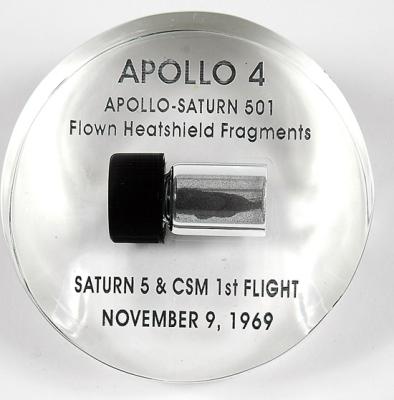 APOLLO 4
APOLLO-SATURN 501
Flown Heatshield Fragments
SATURN 5 & CSM 1st FLIGHT
NOVEMBER 9, 1969